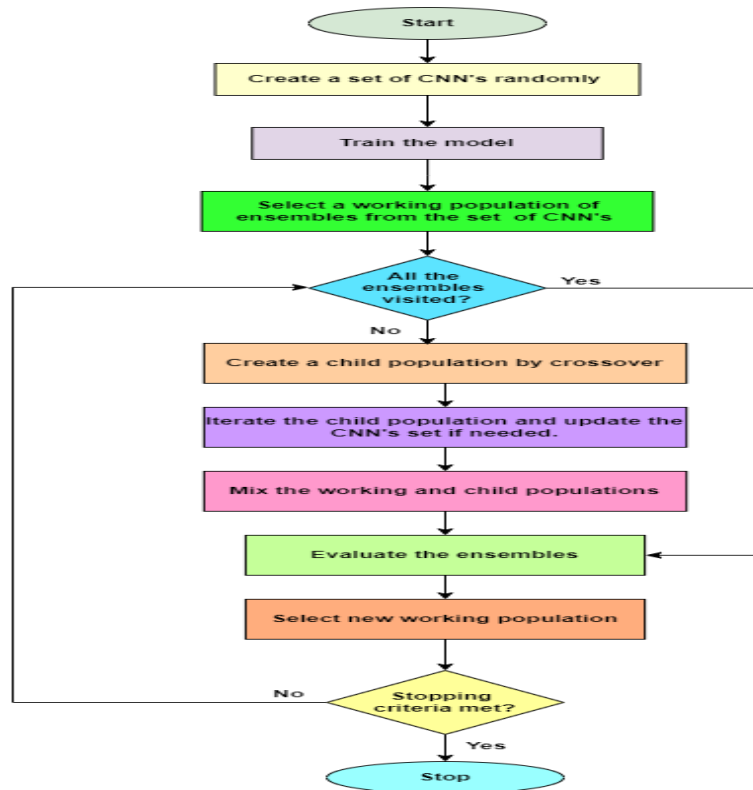 Start
Create a set of CNN's randomly
Train the model
Select a working population of
ensembles from the set of CNN's
All the
ensembles
visited?
Yes
No
Create a child population by crossover
Iterate the child population and update the
CNN's set if needed.
Mix the working and child populations
Evaluate the ensembles
Select new working population
No
Stopping
criteria met?
Yes
Stop